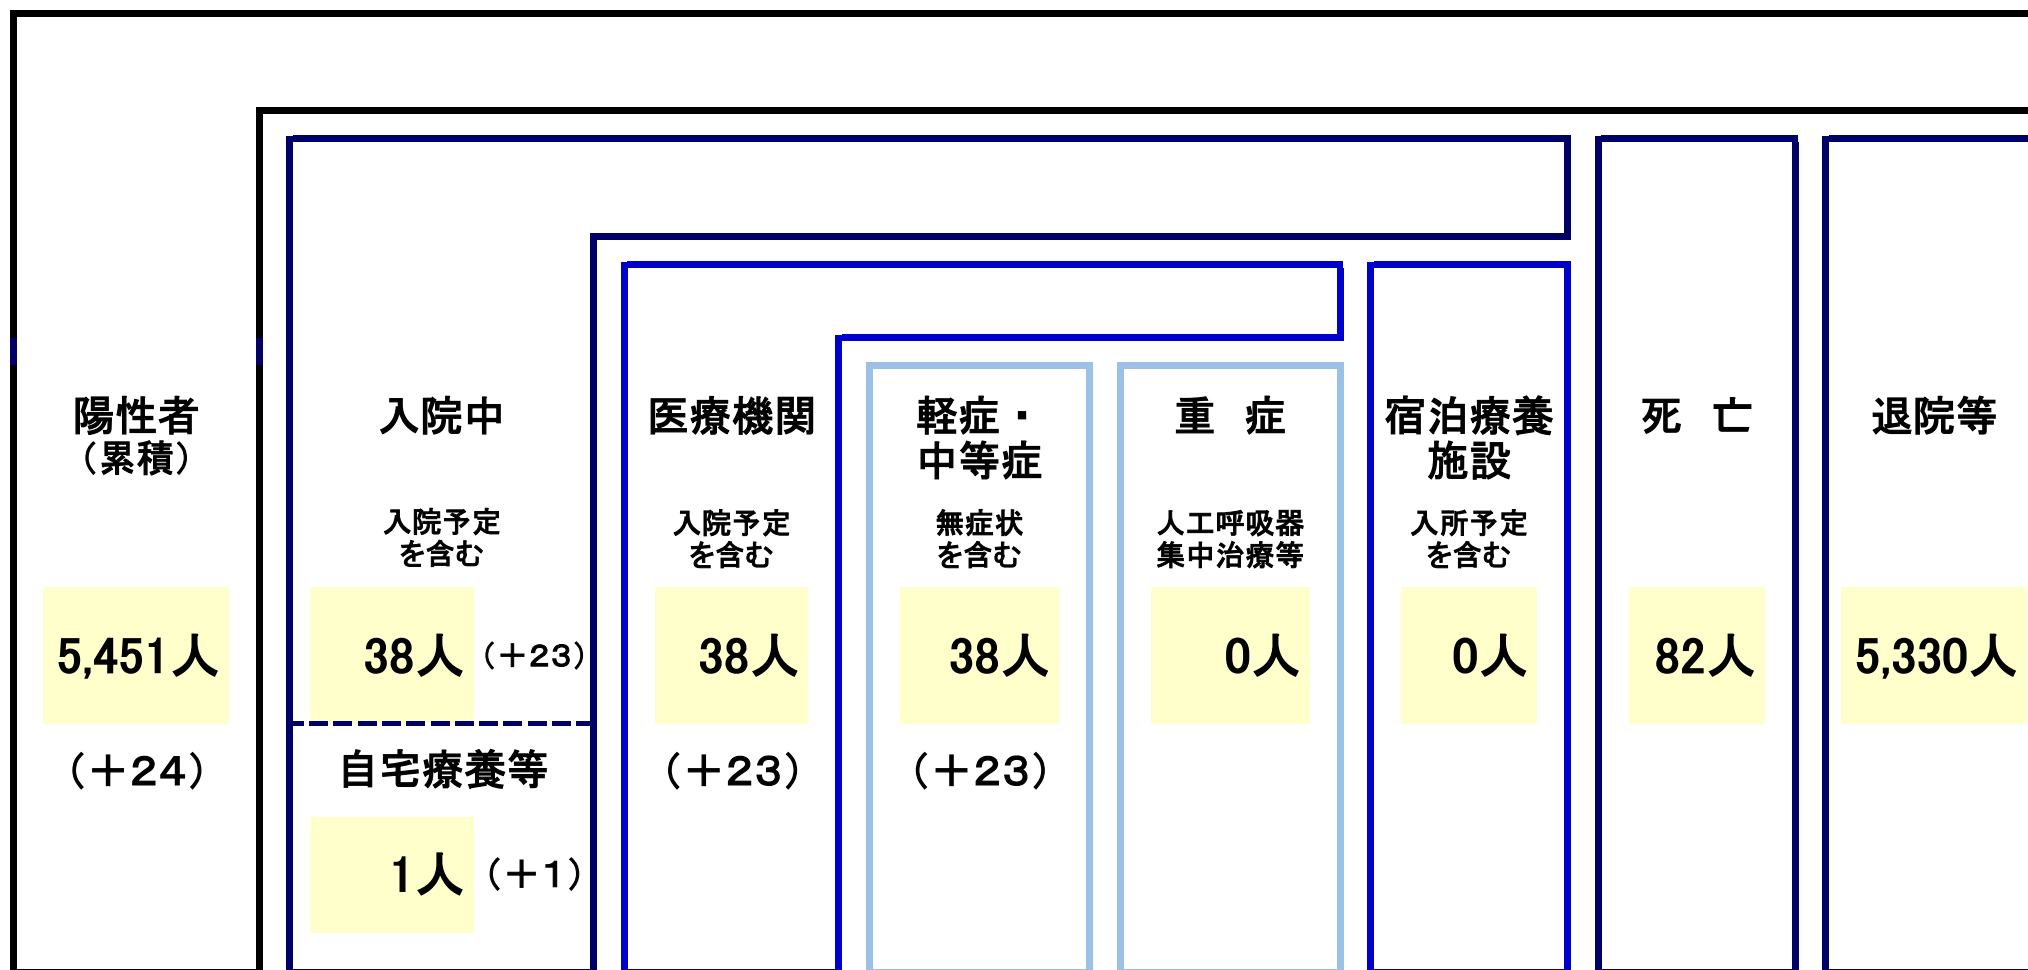 陽性者
（累積）
5,451人
（＋24）
入院中
入院予定
を含む
38人（＋23）
自宅療養等
1人（＋1）
医療機関
入院予定
を含む
38人
（＋23）
軽症・
中等症
無症状
を含む
38人
（＋23）
重　症
人工呼吸器
集中治療等
0人
宿泊療養
施設
入所予定
を含む
0人
死　亡
82人
退院等
5,330人